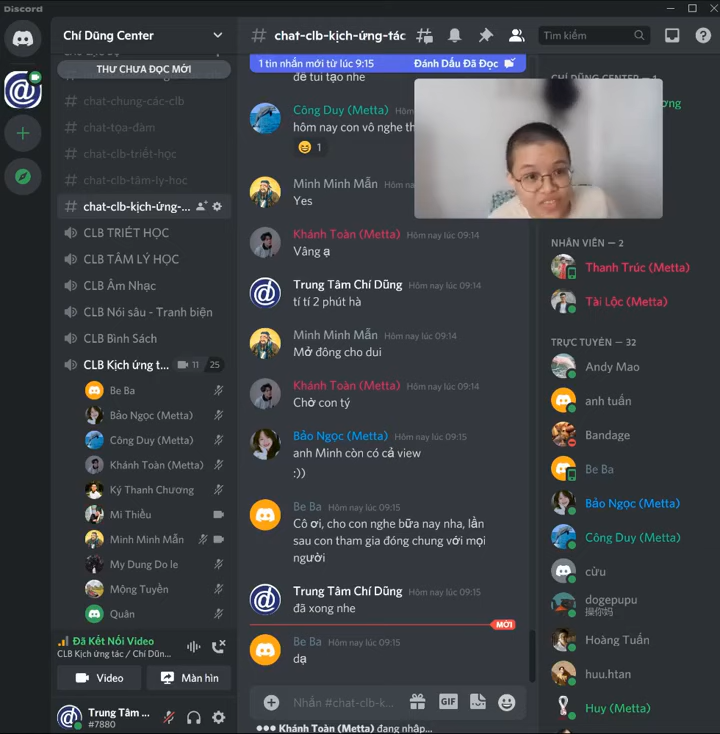 Discord
Chí Dũng Center
THƯ CHƯA ĐỌC MỚI
# chat-chung-các-clb
# chat-tọa-đàm
# chat-clb-triết-học
# chat-clb-tâm-lý-học
# chat-clb-kịch-ứng-...
CLB TRIẾT HỌC
CLB TÂM LÝ HỌC
CLB Âm Nhạc
CLB Nói sâu - Tranh biện
CLB Bình Sách
CLB Kịch ứng t... 11 25
Be Ba
Bảo Ngọc (Metta)
Công Duy (Metta)
Khánh Toàn (Metta)
Ký Thanh Chương
Mi Thiều
Minh Minh Mẫn
My Dung Do le
Mộng Tuyền
Quân
Đã Kết Nối Video
CLB Kịch ứng tác / Chí Dũn...
Video Màn hình
Trung Tâm ...
#7880
# chat-clb-kịch-ứng-tác
Tìm kiếm
1 tin nhắn mới từ lúc 9:15 Đánh Dấu Đã Đọc
để tui tạo nhe
Công Duy (Metta) Hôm
hôm nay con vô nghe th
1
Minh Minh Mẫn Hôm na
Yes
Khánh Toàn (Metta) Hôm nay lúc 09:14
Vâng ạ
Trung Tâm Chí Dũng Hôm nay lúc 09:14
tí tí 2 phút hà
Minh Minh Mẫn Hôm nay lúc 09:14
Mở đông cho dui
Khánh Toàn (Metta) Hôm nay lúc 09:14
Chờ con tý
Bảo Ngọc (Metta) Hôm nay lúc 09:15
anh Minh còn có cả view
:))
Be Ba Hôm nay lúc 09:15
Cô ơi, cho con nghe bữa nay nha, lần
sau con tham gia đóng chung với mọi
người
Trung Tâm Chí Dũng Hôm nay lúc 09:15
đã xong nhe
MỚI
Be Ba Hôm nay lúc 09:15
dạ
Nhắn #chat-clb-k...
GIF
Khánh Toàn (Metta) đang nhập...
CHÍ DŨNG CENTER — 1
ơng
NHÂN VIÊN — 2
Thanh Trúc (Metta)
Tài Lộc (Metta)
TRỰC TUYẾN — 32
Andy Mao
anh tuấn
Bandage
Be Ba
Bảo Ngọc (Metta)
Công Duy (Metta)
cừu
dogepupu
操你妈
Hoàng Tuấn
huu.htan
Huy (Metta)